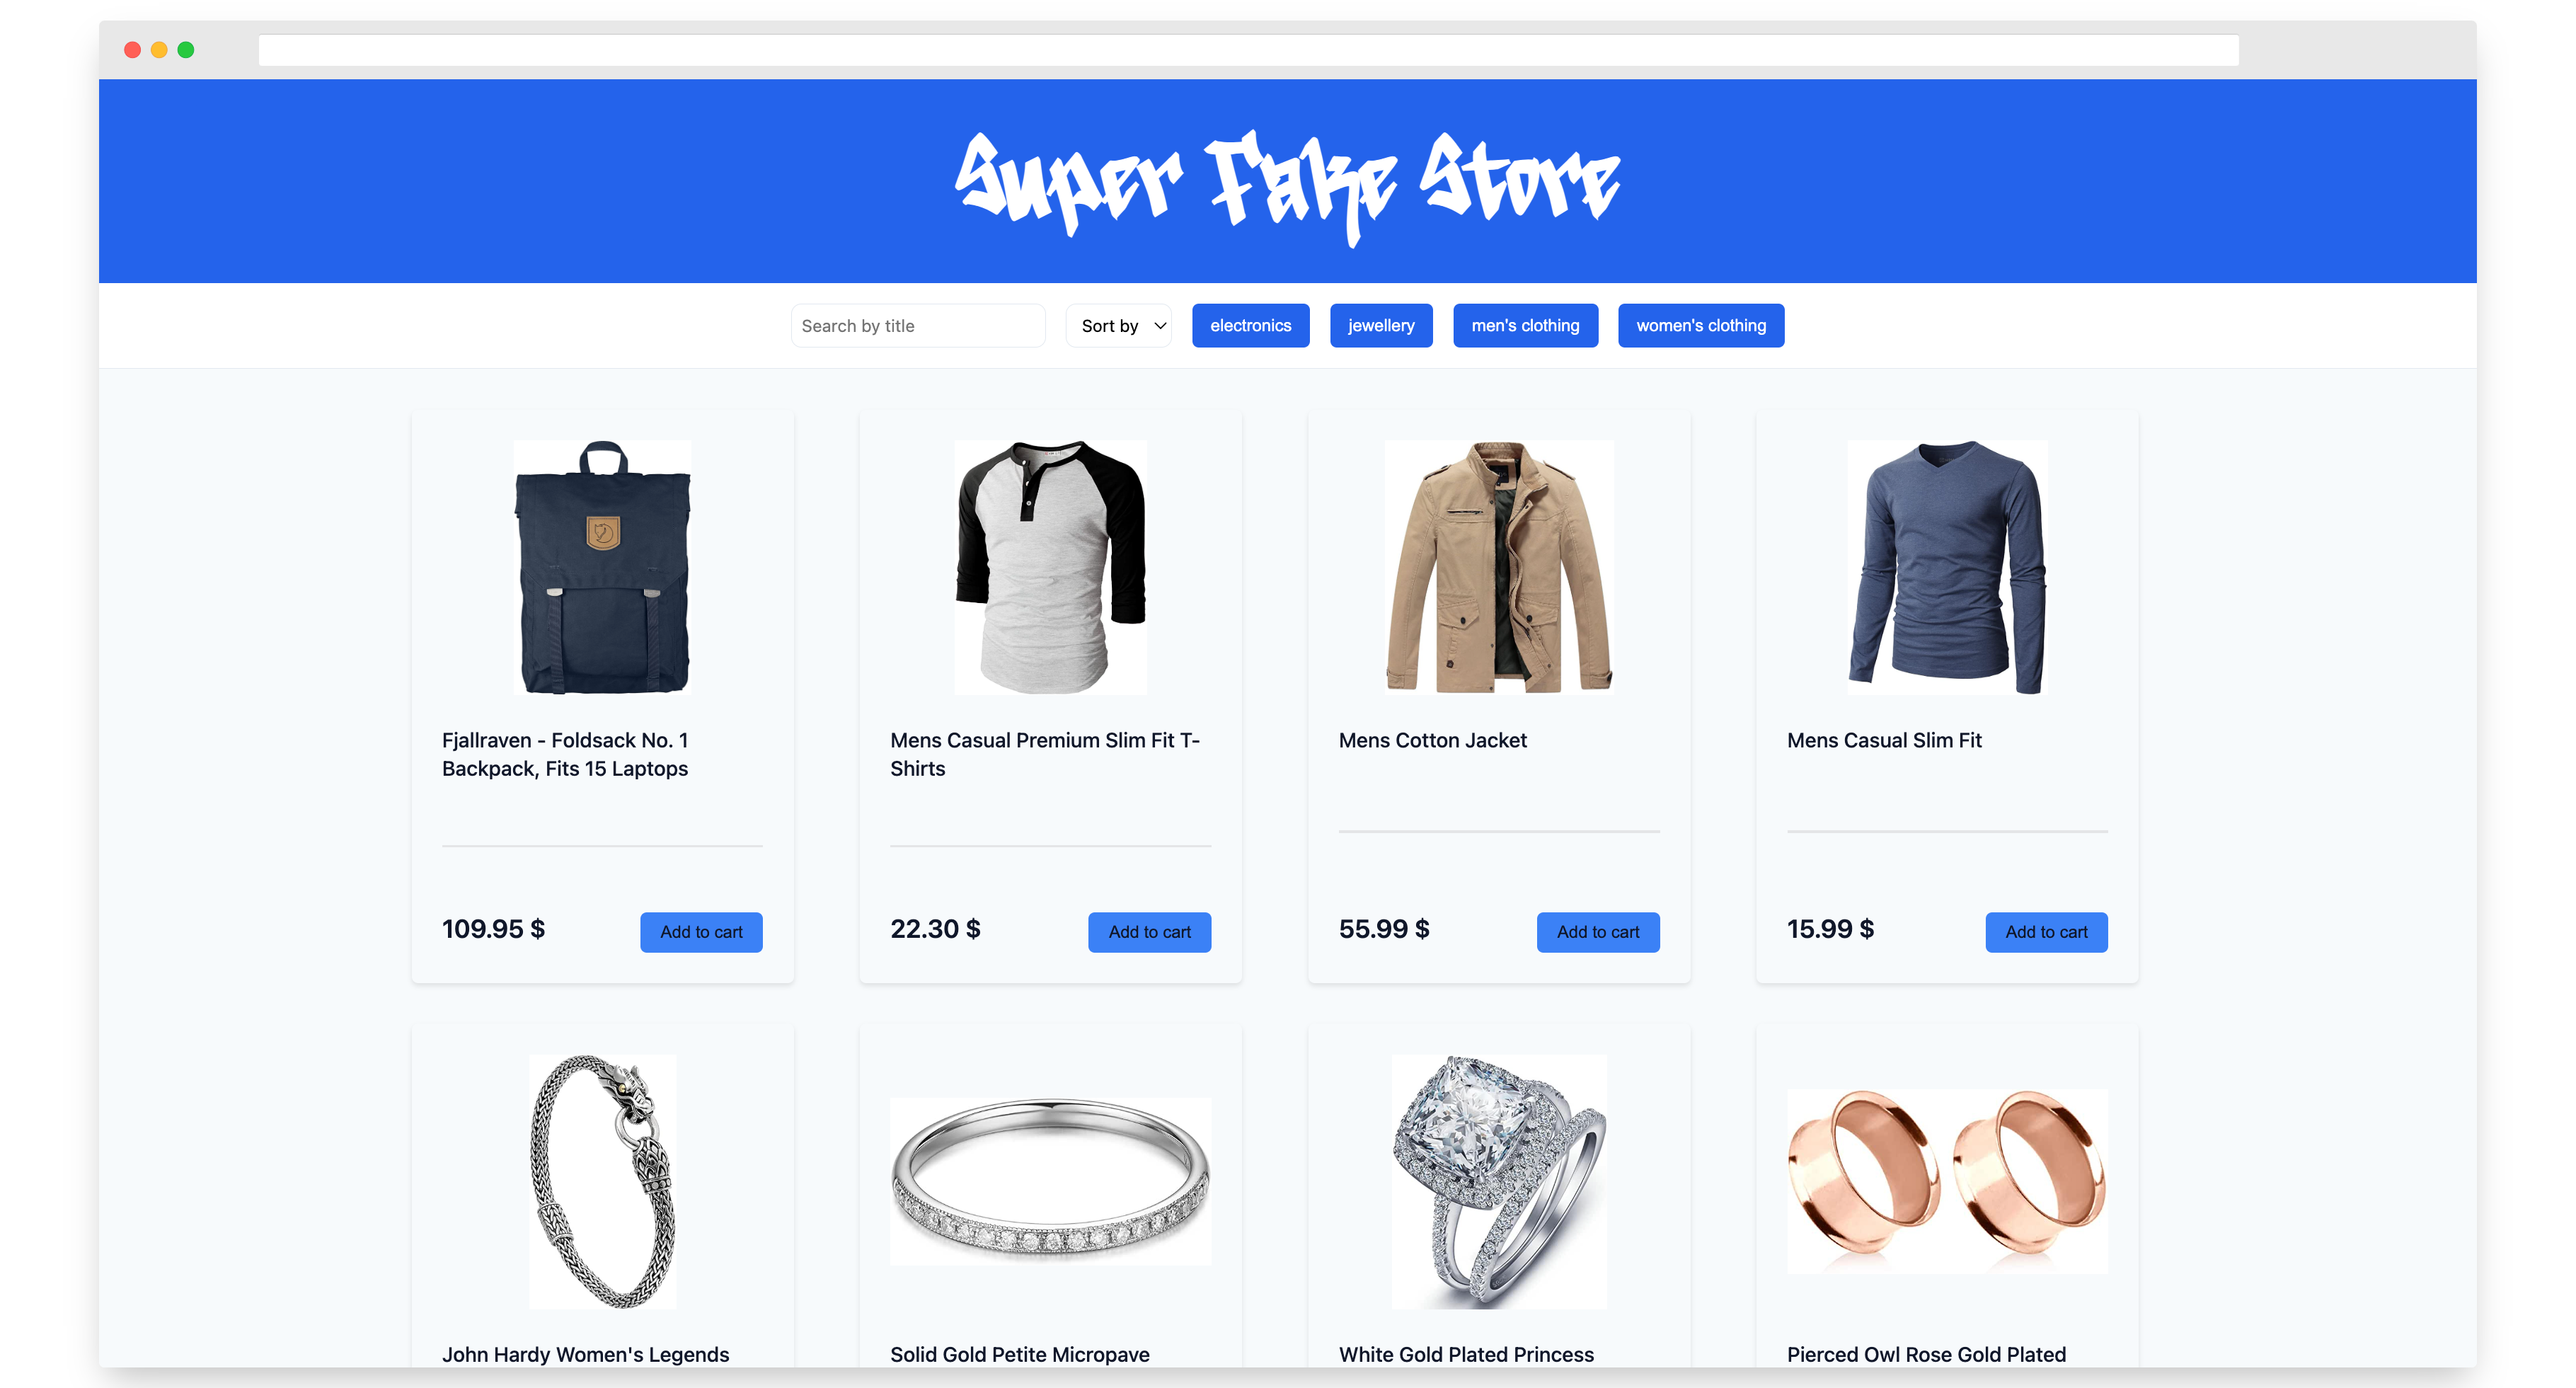 Super Fake Store
Search by title
Sort by
electronics
jewellery
men's clothing
women's clothing
Fjallraven - Foldsack No. 1
Backpack, Fits 15 Laptops
109.95 $
Add to cart
Mens Casual Premium Slim Fit T-
Shirts
22.30 $
Add to cart
Mens Cotton Jacket
55.99 $
Add to cart
Mens Casual Slim Fit
15.99 $
Add to cart
John Hardy Women's Legends
Solid Gold Petite Micropave
White Gold Plated Princess
Pierced Owl Rose Gold Plated